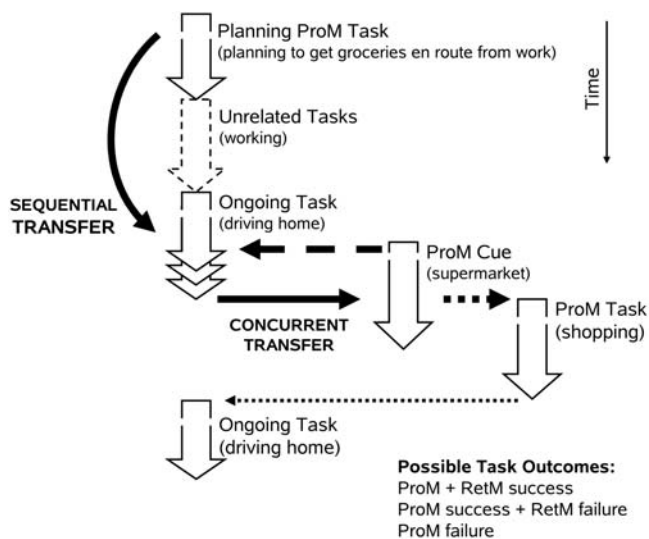 Planning ProM Task
(planning to get groceries en route from work)
Time
Unrelated Tasks
(working)
Ongoing Task
(driving home)
SEQUENTIAL
TRANSFER
ProM Cue
(supermarket)
CONCURRENT
TRANSFER
ProM Task
(shopping)
Ongoing Task
(driving home)
Possible Task Outcomes:
ProM + RetM success
ProM success + RetM failure
ProM failure